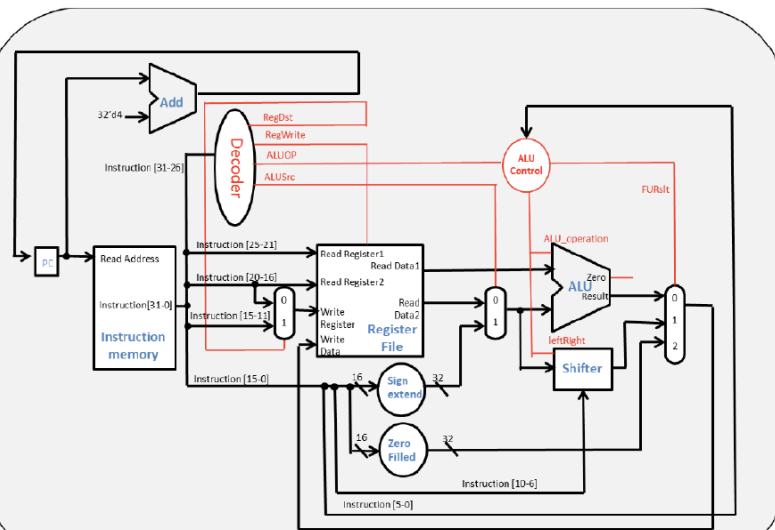 Add
32'd4
RegDst
RegWrite
ALUOP
ALUSrc
Decoder
ALU
Control
FURslt
Instruction [31-26]
PC
Read Address
Instruction[31-0]
Instruction
memory
Instruction [25-21]
Instruction [20-16]
Instruction [15-11]
Instruction [15-0]
0
1
Read Register1
Read Data1
Read Register2
Write
Register
Write
Data
Read
Data2
Register
File
0
1
ALU_operation
Zero
ALU
Result
leftRight
Shifter
0
1
2
16
Sign
extend
32
16
Zero
Filled
32
Instruction [10-6]
Instruction [5-0]